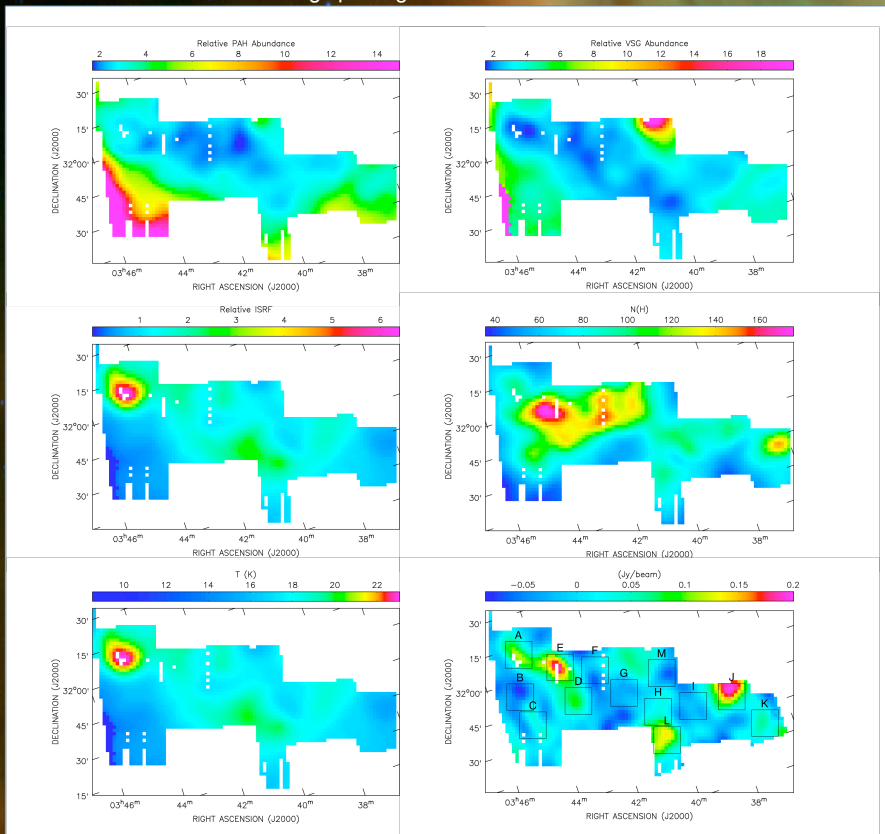 Relative PAH Abundance
2 4 6 8 10 12 14
30'
15'
32°00'
45'
30'
DECLINATION (J2000)
03ʰ46ᵐ 44ᵐ 42ᵐ 40ᵐ 38ᵐ
RIGHT ASCENSION (J2000)
Relative VSG Abundance
2 4 6 8 10 12 14 16 18
30'
15'
32°00'
45'
30'
DECLINATION (J2000)
03ʰ46ᵐ 44ᵐ 42ᵐ 40ᵐ 38ᵐ
RIGHT ASCENSION (J2000)
Relative ISRF
1 2 3 4 5 6
30'
15'
32°00'
45'
30'
DECLINATION (J2000)
03ʰ46ᵐ 44ᵐ 42ᵐ 40ᵐ 38ᵐ
RIGHT ASCENSION (J2000)
N(H)
40 60 80 100 120 140 160
30'
15'
32°00'
45'
30'
DECLINATION (J2000)
03ʰ46ᵐ 44ᵐ 42ᵐ 40ᵐ 38ᵐ
RIGHT ASCENSION (J2000)
T (K)
10 12 14 16 18 20 22
30'
15'
32°00'
45'
30'
15'
DECLINATION (J2000)
03ʰ46ᵐ 44ᵐ 42ᵐ 40ᵐ 38ᵐ
RIGHT ASCENSION (J2000)
(Jy/beam)
−0.05 0 0.05 0.1 0.15 0.2
30'
15'
32°00'
45'
30'
15'
DECLINATION (J2000)
A
E F M
B D G I J
C H K
L
03ʰ46ᵐ 44ᵐ 42ᵐ 40ᵐ 38ᵐ
RIGHT ASCENSION (J2000)